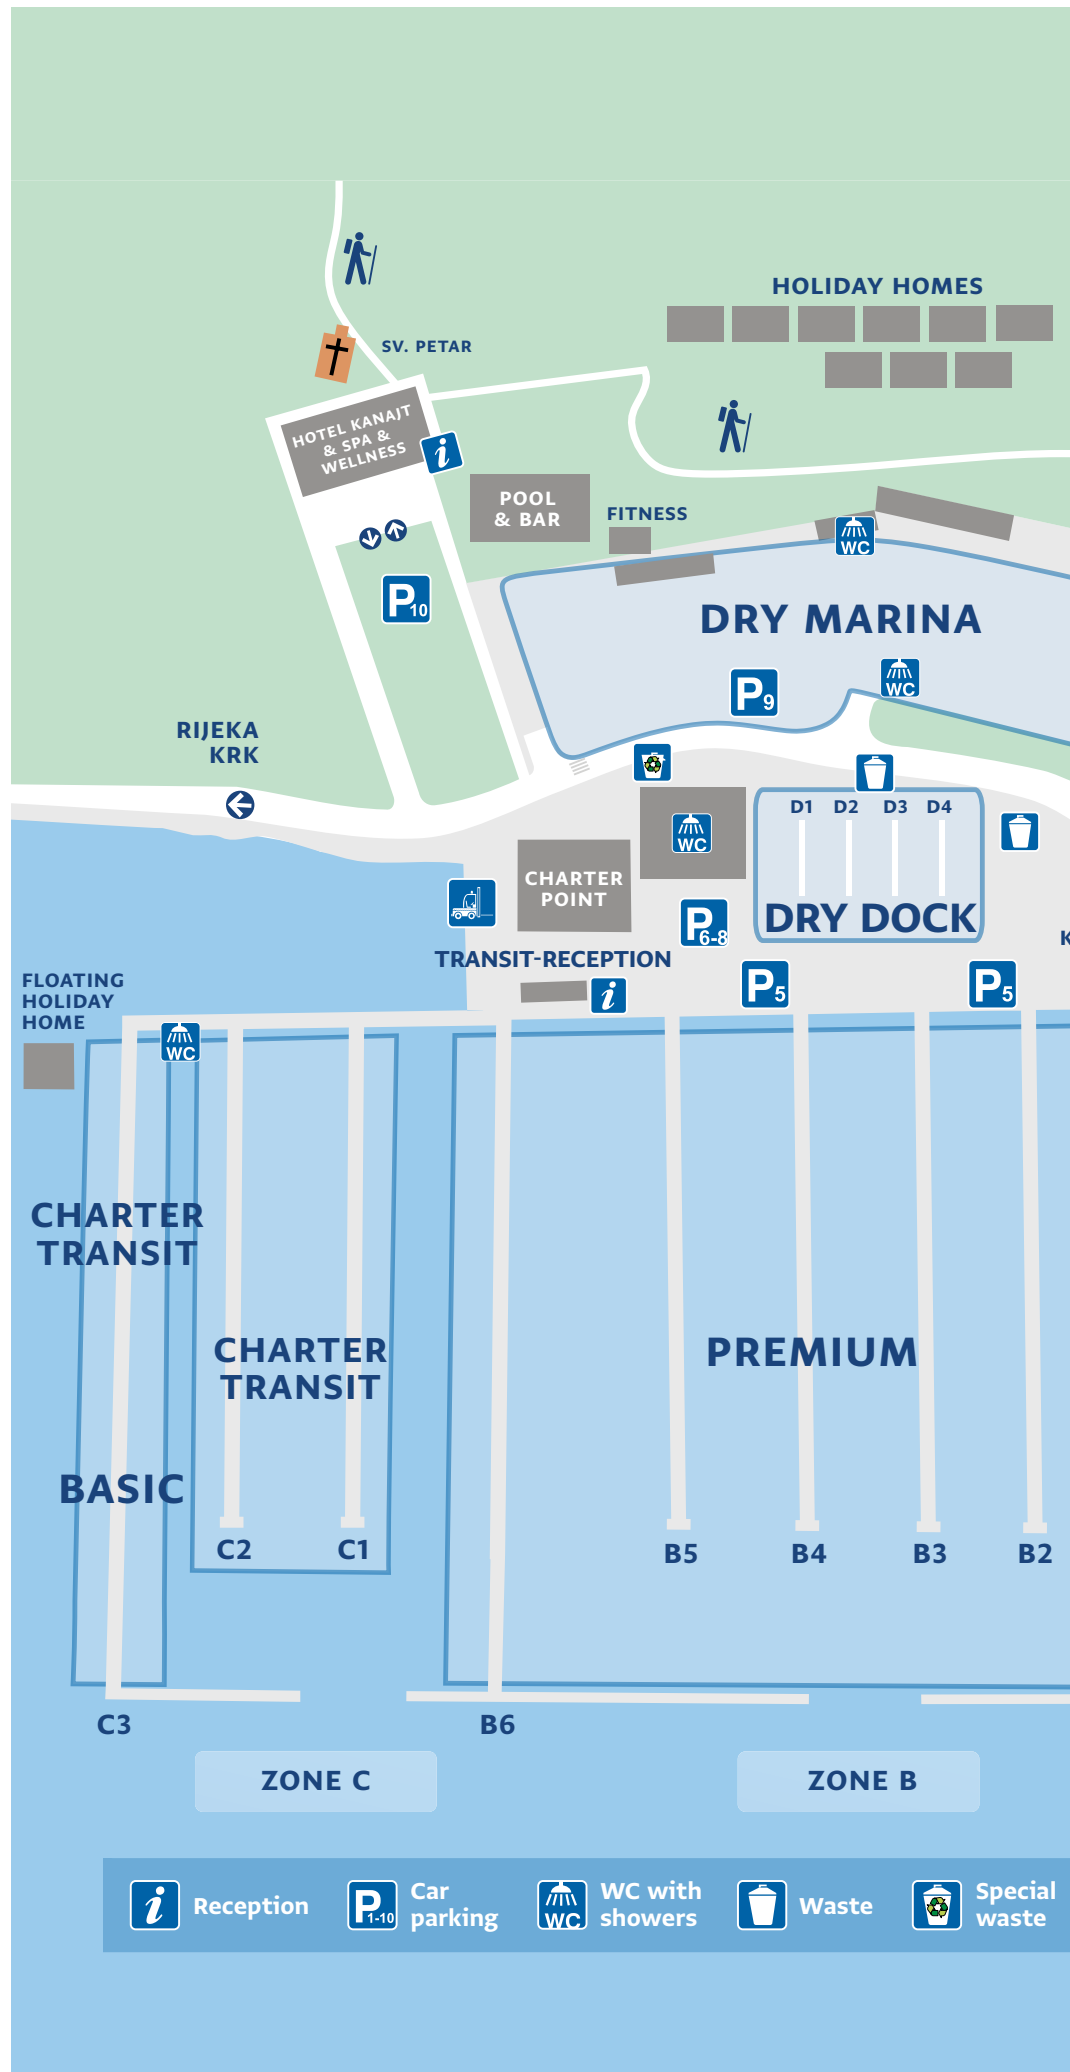 HOLIDAY HOMES
SV. PETAR
HOTEL KANAJT
& SPA &
WELLNESS
i
POOL
& BAR
FITNESS
WC
P10
DRY MARINA
WC
P9
RIJEKA
KRK
D1 D2 D3 D4
WC
CHARTER
POINT
DRY DOCK
P6-8
K
TRANSIT-RECEPTION
i
P5
P5
FLOATING
HOLIDAY
HOME
WC
CHARTER
TRANSIT
CHARTER
TRANSIT
PREMIUM
BASIC
C2 C1 B5 B4 B3 B2
C3 B6
ZONE C ZONE B
i Reception
P1-10 Car
parking
WC WC with
showers
Waste
Special
waste